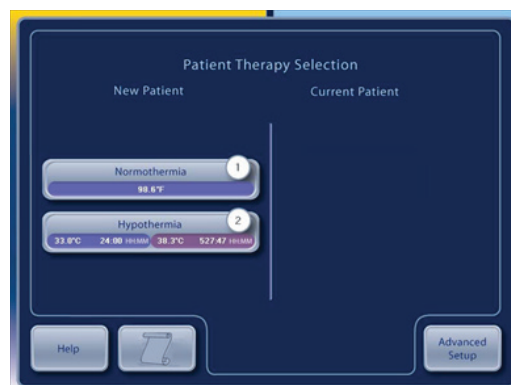 Patient Therapy Selection
New Patient
Current Patient
Normothermia
1
98.6°F
Hypothermia
2
33.0°C 24:00 HH:MM 38.3°C 527:47 HH:MM
Help
Advanced
Setup